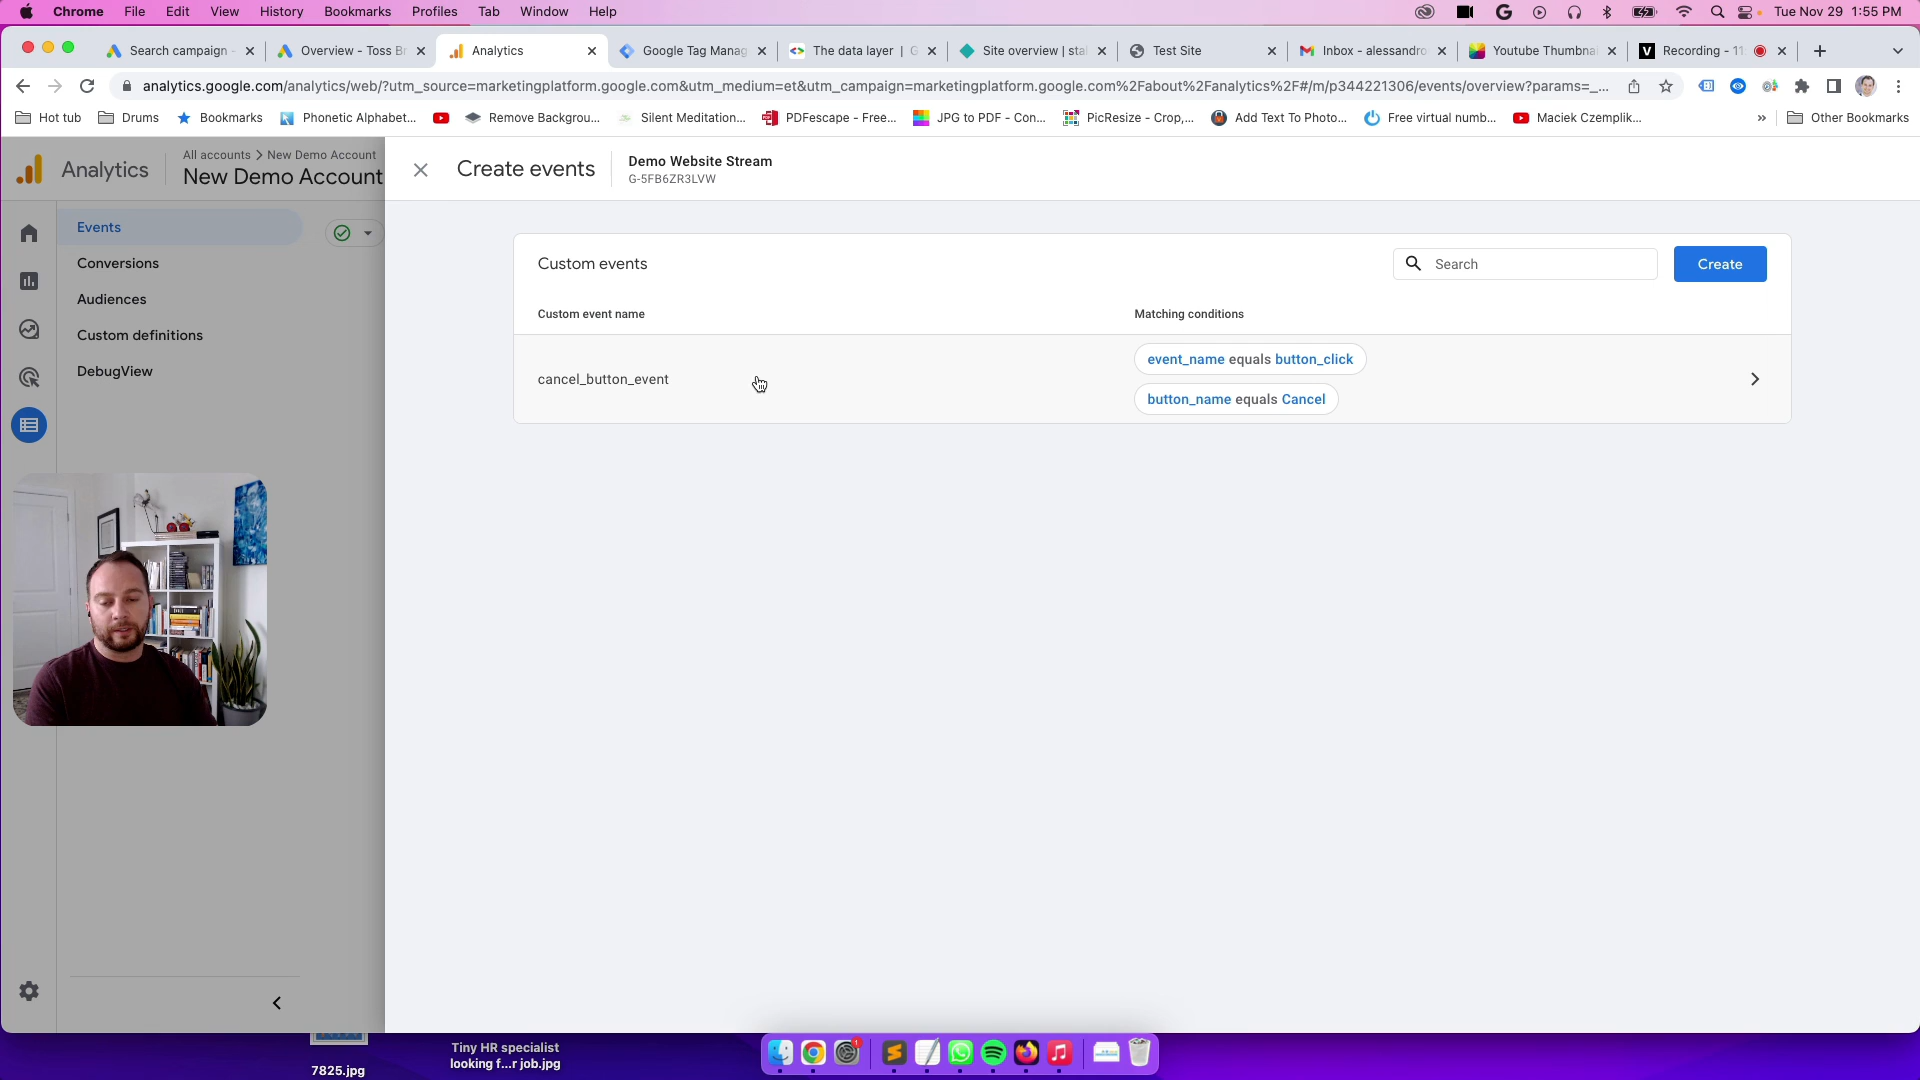 Chrome File Edit View History Bookmarks Profiles Tab Window Help
Tue Nov 29 1:55 PM
Search campaign -
Overview - Toss Br
Analytics
Google Tag Manag
The data layer | G
Site overview | sta
Test Site
Inbox - alessandro
Youtube Thumbnai
Recording - 11
analytics.google.com/analytics/web/?utm_source=marketingplatform.google.com&utm_medium=et&utm_campaign=marketingplatform.google.com%2Fabout%2Fanalytics%2F#/m/p344221306/events/overview?params=_...
Hot tub
Drums
Bookmarks
Phonetic Alphabet...
Remove Backgrou...
Silent Meditation...
PDFescape - Free...
JPG to PDF - Con...
PicResize - Crop,...
Add Text To Photo...
Free virtual numb...
Maciek Czemplik...
»
Other Bookmarks
Analytics
All accounts > New Demo Account
New Demo Account
Create events
Demo Website Stream
G-5FB6ZR3LVW
Events
Conversions
Audiences
Custom definitions
DebugView
Custom events
Search
Create
Custom event name
Matching conditions
cancel_button_event
event_name equals button_click
button_name equals Cancel
7825.jpg
Tiny HR specialist
looking f...r job.jpg